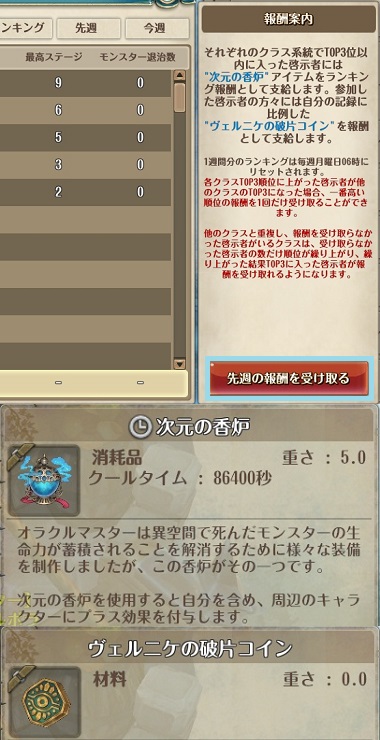 ンキング 先週 今週
最高ステージ モンスター退治数
9 0
6 0
5 0
3 0
2 0
- -
報酬案内
それぞれのクラス系統でTOP3位以
内に入った啓示者には
"次元の香炉"アイテムをランキン
グ報酬として支給します。参加し
た啓示者の方々には自分の記録に
比例した
"ヴェルニケの破片コイン"を報酬
として支給します。
1週間分のランキングは毎週月曜日06時に
リセットされます。
各クラスTOP3順位に上がった啓示者が他
のクラスのTOP3になった場合、一番高い
順位の報酬を1回だけ受け取ることができ
ます。
他のクラスと重複し、報酬を受け取らなかっ
た啓示者がいるクラスは、受け取らなかっ
た啓示者の数だけ順位が繰り上がり、繰
り上がった結果TOP3に入った啓示者が報
酬を受け取れるようになります。
先週の報酬を受け取る
次元の香炉
消耗品 重さ : 5.0
クールタイム : 86400秒
オラクルマスターは異空間で死んだモンスターの生
命力が蓄積されることを解消するために様々な装備
を制作しましたが、この香炉がその一つです。
次元の香炉を使用すると自分を含め、周辺のキャラ
クターにプラス効果を付与します。
ヴェルニケの破片コイン
材料 重さ : 0.0